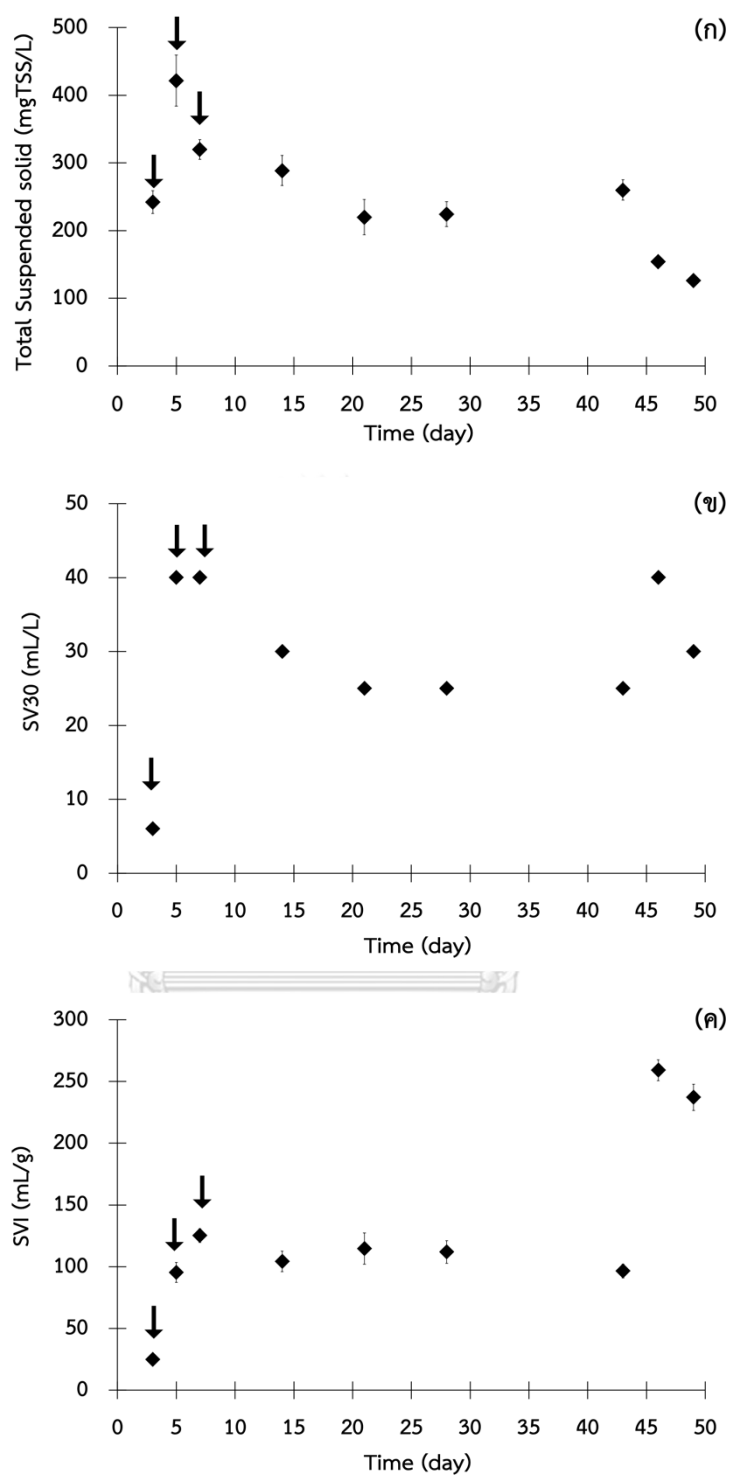 (ก)
Total Suspended solid (mgTSS/L)
500
400
300
200
100
0
0 5 10 15 20 25 30 35 40 45 50
Time (day)
(ข)
SV30 (mL/L)
50
40
30
20
10
0
0 5 10 15 20 25 30 35 40 45 50
Time (day)
(ค)
SVI (mL/g)
300
250
200
150
100
50
0
0 5 10 15 20 25 30 35 40 45 50
Time (day)